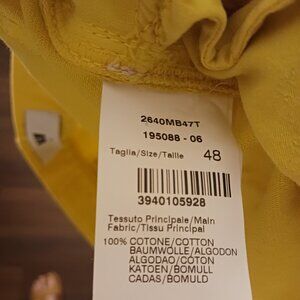 2640MB47T
195088 - 06
Taglia/Size/Taille 48
3940105928
Tessuto Principale/Main
Fabric/Tissu Principal
100% COTONE/COTTON
BAUMWOLLE/ALGODON
ALGODAO/COTON
KATOEN/BOMULL
CADAS/BOMULD